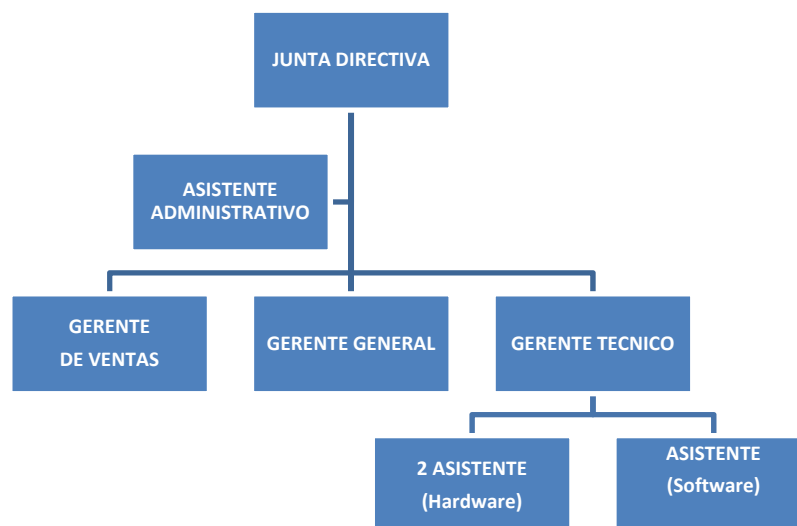 JUNTA DIRECTIVA
ASISTENTE
ADMINISTRATIVO
GERENTE
DE VENTAS
GERENTE GENERAL
GERENTE TECNICO
2 ASISTENTE
(Hardware)
ASISTENTE
(Software)